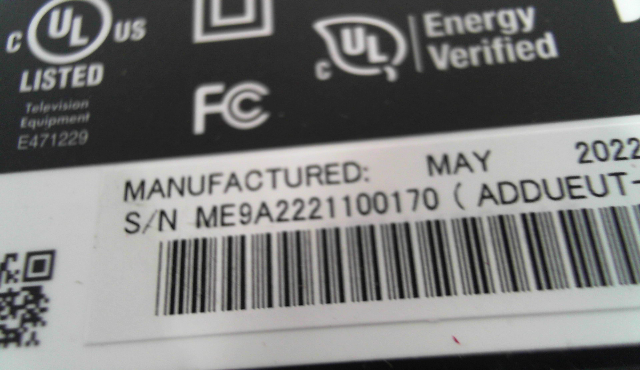 C UL US
LISTED
Television
Equipment
E471229
FC
UL
C
Energy
Verified
MANUFACTURED: MAY 2022
S/N ME9A2221100170 ( ADDUEUT-